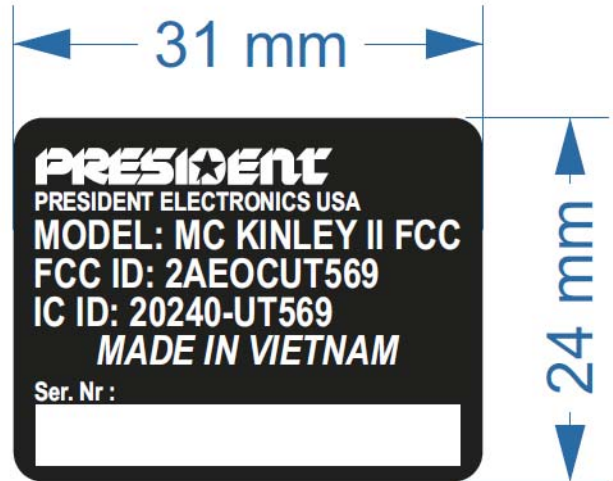 31 mm
PRESIDENT
PRESIDENT ELECTRONICS USA
MODEL: MC KINLEY II FCC
FCC ID: 2AEOCUT569
IC ID: 20240-UT569
MADE IN VIETNAM
Ser. Nr :
24 mm